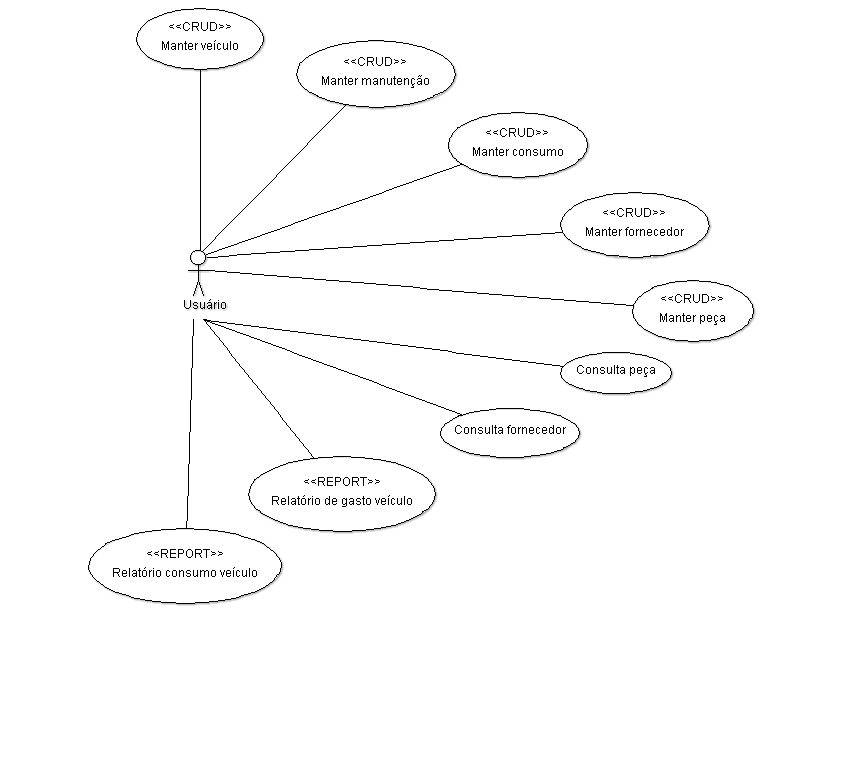 <<CRUD>>
Manter veículo
<<CRUD>>
Manter manutenção
<<CRUD>>
Manter consumo
<<CRUD>>
Manter fornecedor
<<CRUD>>
Manter peça
Usuário
Consulta peça
Consulta fornecedor
<<REPORT>>
Relatório de gasto veículo
<<REPORT>>
Relatório consumo veículo